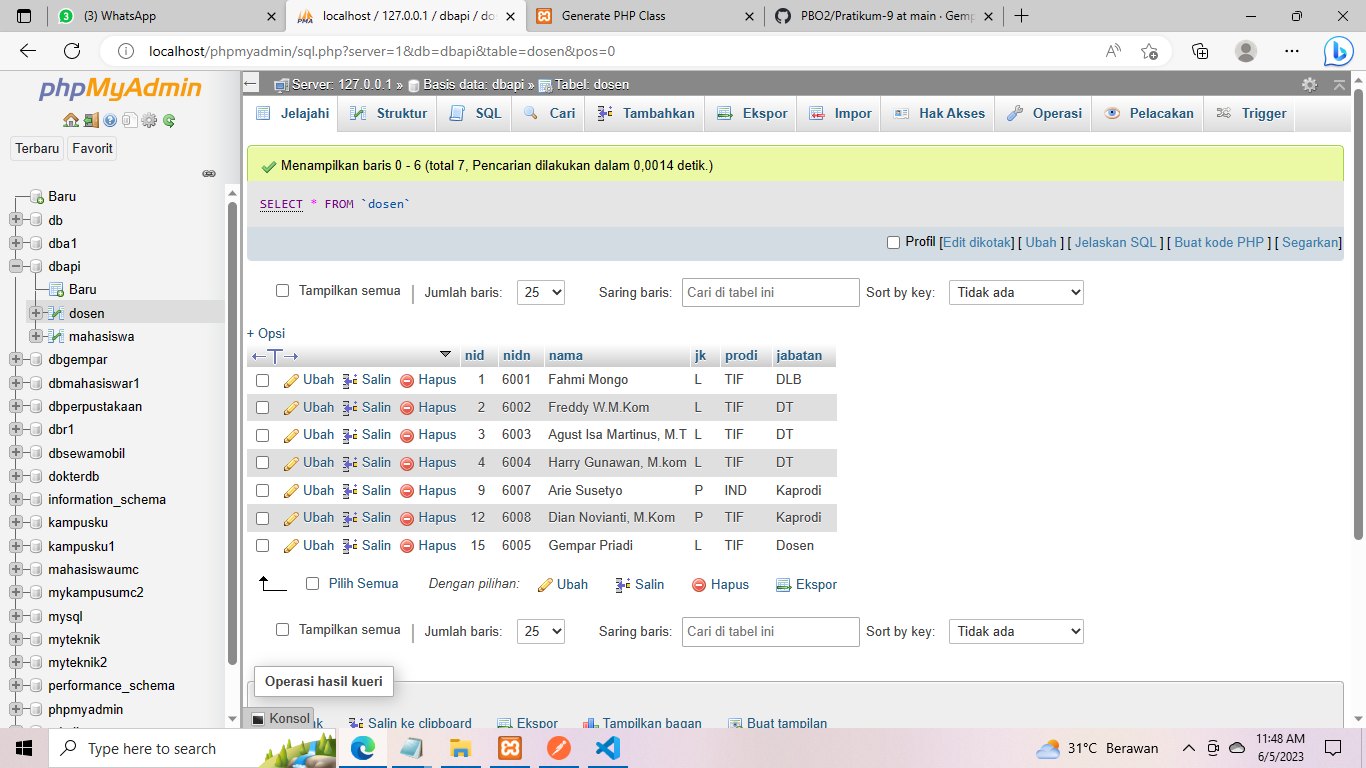 (3) WhatsApp
localhost / 127.0.0.1 / dbapi / do
Generate PHP Class
PBO2/Pratikum-9 at main · Gemp
localhost/phpmyadmin/sql.php?server=1&db=dbapi&table=dosen&pos=0
phpMyAdmin
Terbaru Favorit
Baru
db
dba1
dbapi
Baru
dosen
mahasiswa
dbgempar
dbmahasiswar1
dbperpustakaan
dbr1
dbsewamobil
dokterdb
information_schema
kampusku
kampusku1
mahasiswaumc
mykampusumc2
mysql
myteknik
myteknik2
performance_schema
phpmyadmin
Server: 127.0.0.1 » Basis data: dbapi » Tabel: dosen
Jelajahi Struktur SQL Cari Tambahkan Ekspor Impor Hak Akses Operasi Pelacakan Trigger
Menampilkan baris 0 - 6 (total 7, Pencarian dilakukan dalam 0,0014 detik.)
SELECT * FROM `dosen`
Profil [Edit dikotak] [ Ubah ] [ Jelaskan SQL ] [ Buat kode PHP ] [ Segarkan]
Tampilkan semua | Jumlah baris: 25 Saring baris: Cari di tabel ini Sort by key: Tidak ada
+ Opsi
←T→ nid nidn nama jk prodi jabatan
Ubah Salin Hapus 1 6001 Fahmi Mongo L TIF DLB
Ubah Salin Hapus 2 6002 Freddy W.M.Kom L TIF DT
Ubah Salin Hapus 3 6003 Agust Isa Martinus, M.T L TIF DT
Ubah Salin Hapus 4 6004 Harry Gunawan, M.kom L TIF DT
Ubah Salin Hapus 9 6007 Arie Susetyo P IND Kaprodi
Ubah Salin Hapus 12 6008 Dian Novianti, M.Kom P TIF Kaprodi
Ubah Salin Hapus 15 6005 Gempar Priadi L TIF Dosen
Pilih Semua Dengan pilihan: Ubah Salin Hapus Ekspor
Tampilkan semua | Jumlah baris: 25 Saring baris: Cari di tabel ini Sort by key: Tidak ada
Operasi hasil kueri
Konsol
Salin ke clipboard Ekspor Tampilkan bagan Buat tampilan
Type here to search
31°C Berawan
11:48 AM
6/5/2023